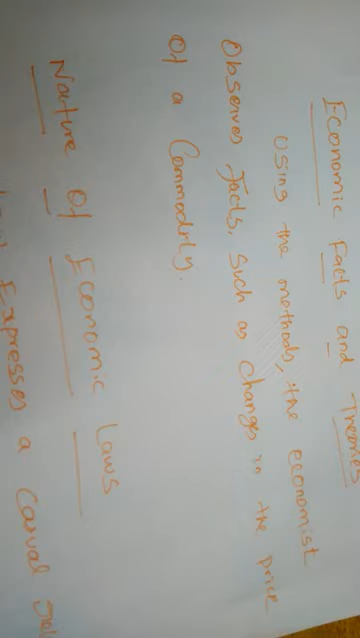 Economic Facts and Theories
Using the methods, the economist
Observes facts, such as changes in the price
Of a Commodity.
Nature Of Economic Laws
Expresses a Casual